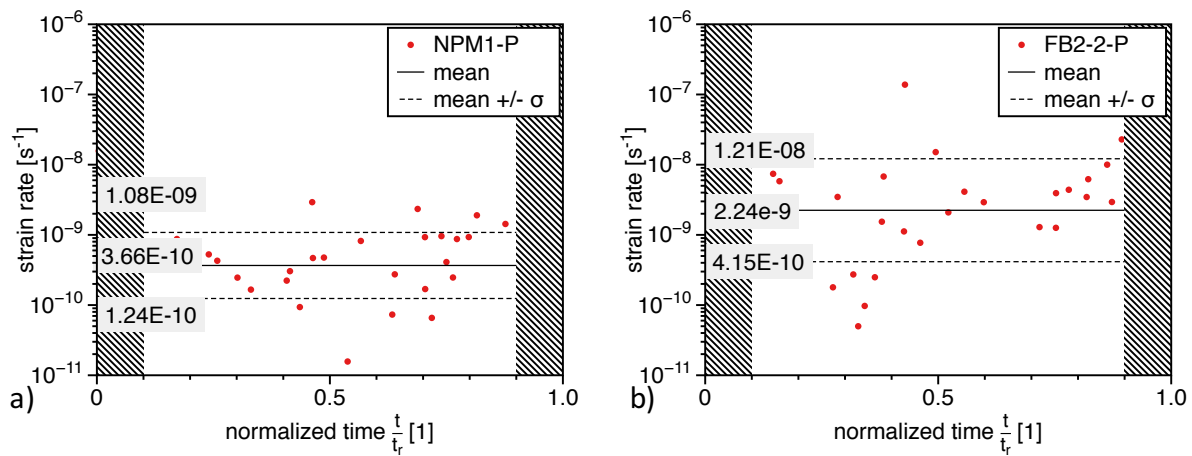 10⁻⁶
10⁻⁷
10⁻⁸
10⁻⁹
10⁻¹⁰
10⁻¹¹
strain rate [s⁻¹]
NPM1-P
mean
mean +/- σ
1.08E-09
3.66E-10
1.24E-10
0
0.5
1.0
normalized time t/tᵣ [1]
a)
10⁻⁶
10⁻⁷
10⁻⁸
10⁻⁹
10⁻¹⁰
10⁻¹¹
strain rate [s⁻¹]
FB2-2-P
mean
mean +/- σ
1.21E-08
2.24e-9
4.15E-10
0
0.5
1.0
normalized time t/tᵣ [1]
b)